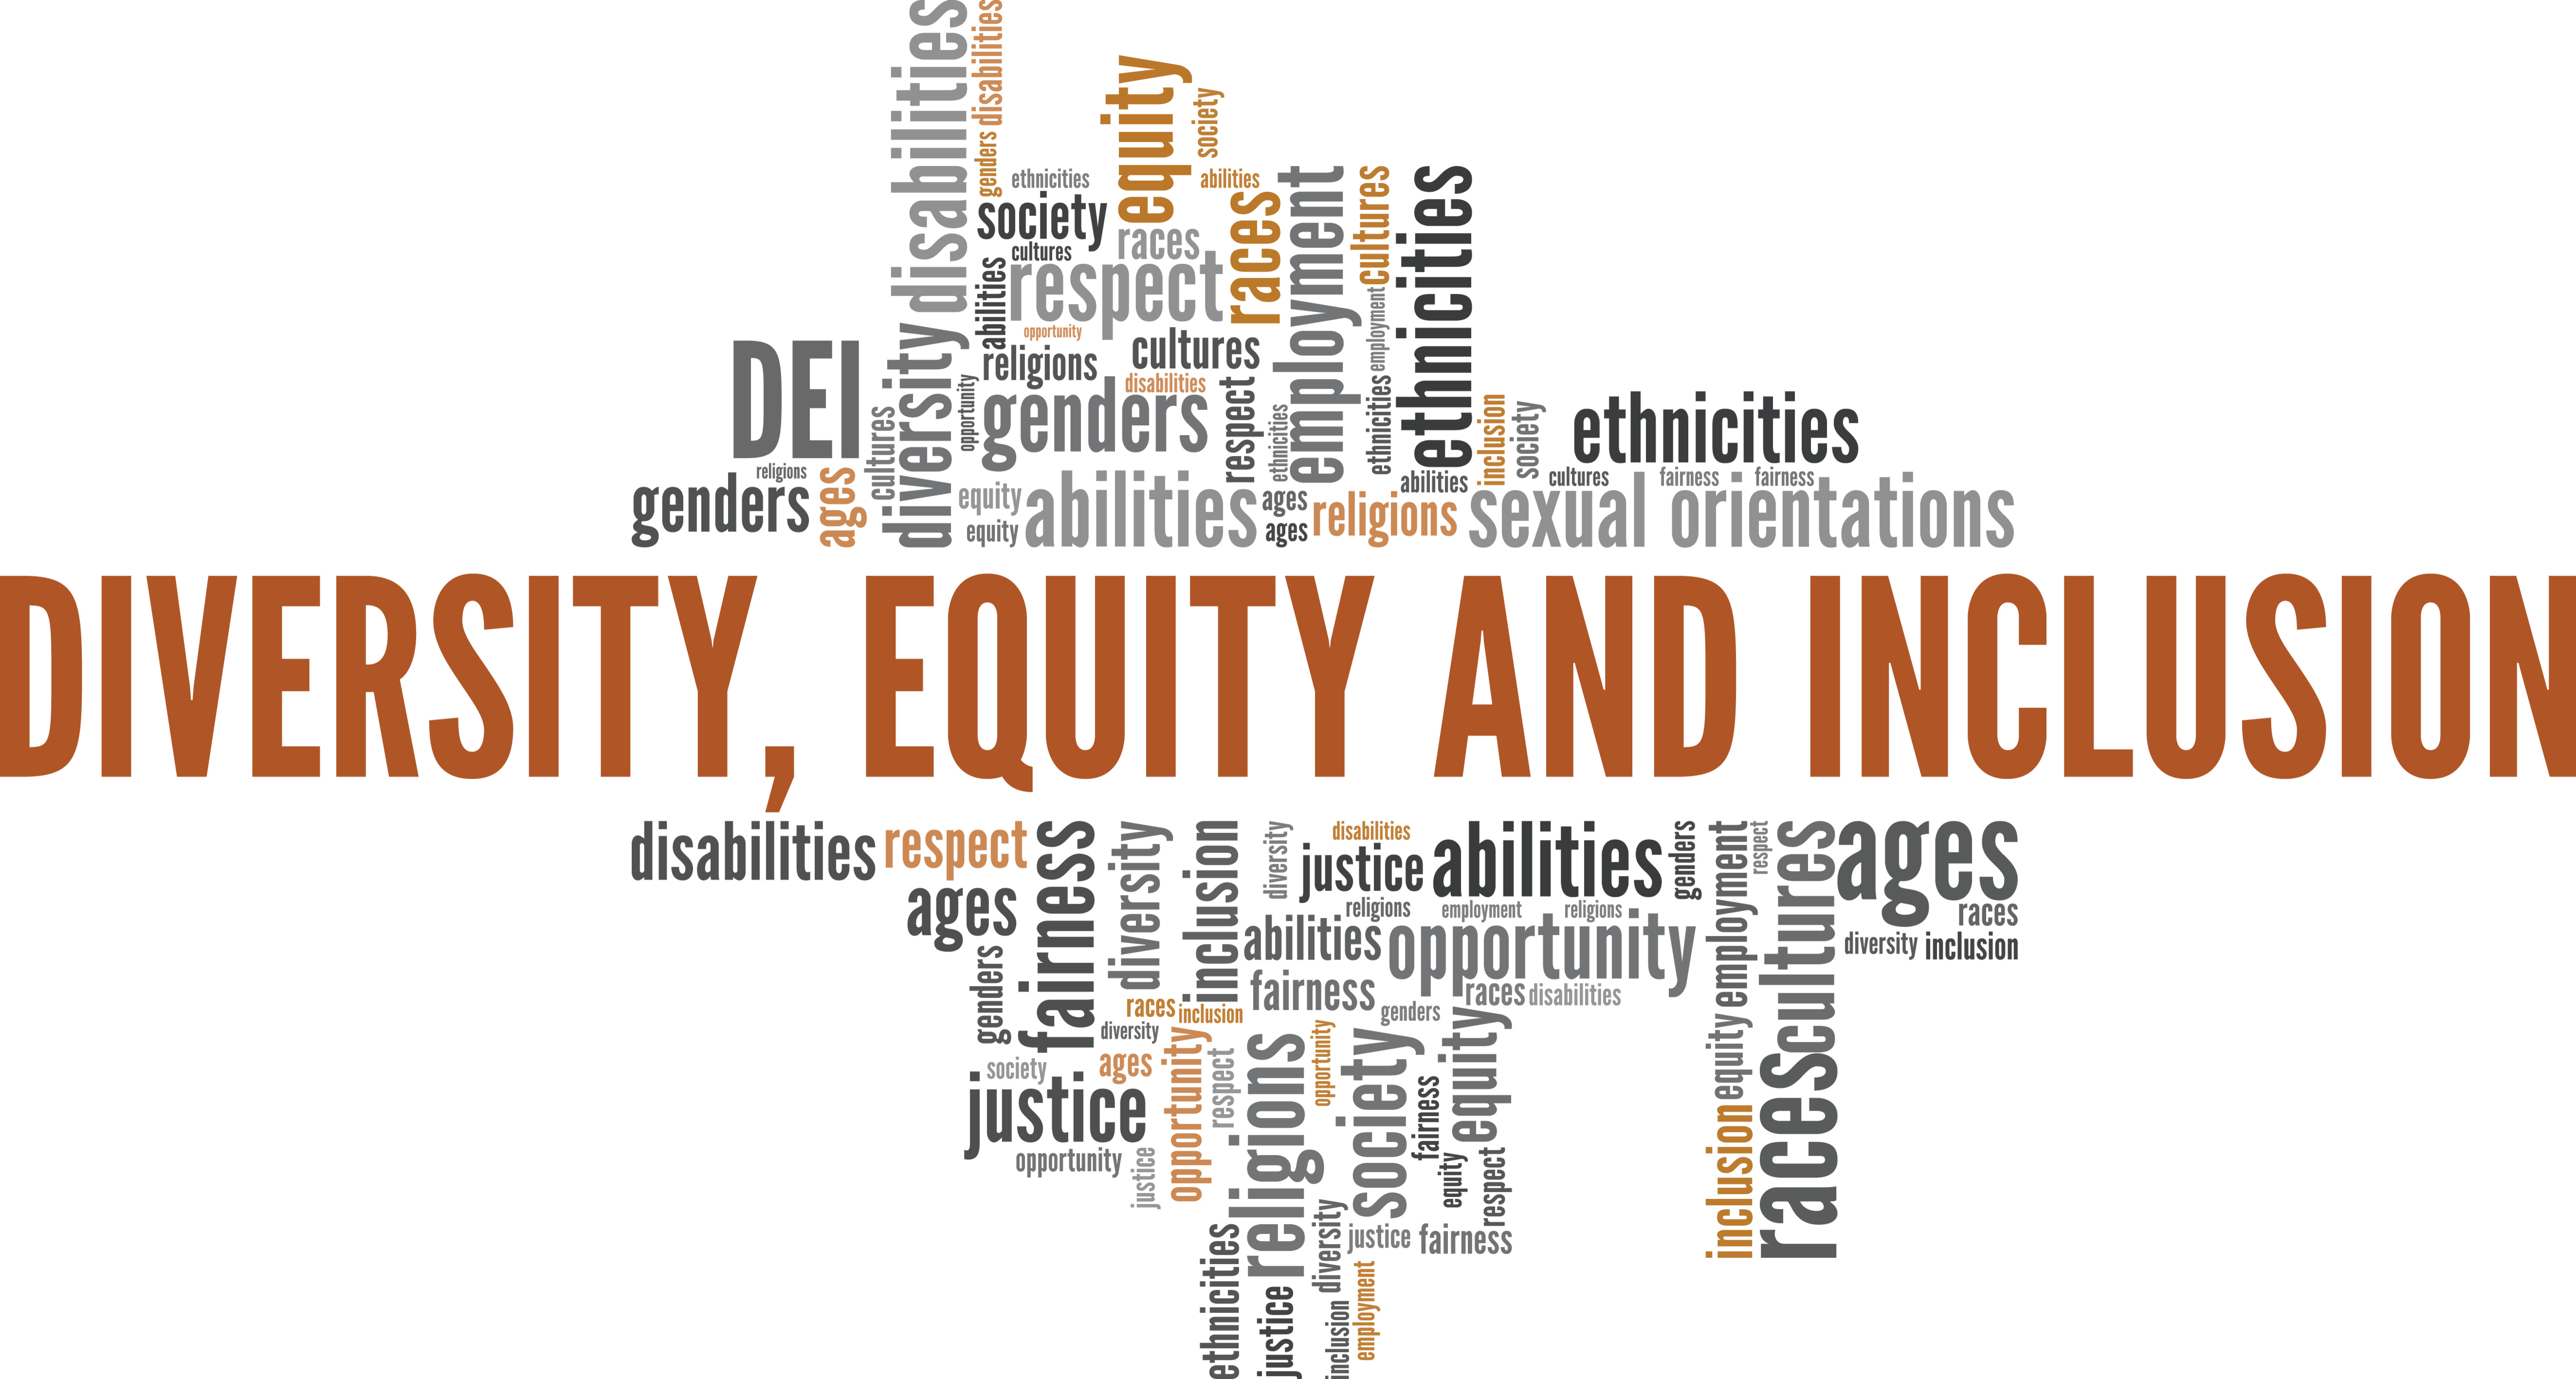 disabilities
disabilities
genders
equity
society
ethnicities
abilities
society
races
cultures
races
employment
cultures
ethnicities
abilities
respect
opportunity
employment
DEI
diversity
religions
cultures
disabilities
opportunity
genders
respect
ethnicities
ethnicities
cultures
inclusion
society
ethnicities
religions
genders
ages
equity
equity
abilities
ages
ages
religions
abilities
cultures
fairness
fairness
sexual orientations
DIVERSITY, EQUITY AND INCLUSION
disabilities
respect
fairness
diversity
inclusion
diversity
disabilities
justice
abilities
genders
employment
respect
cultures
ages
ages
religions
employment
religions
races
abilities
opportunity
diversity
inclusion
genders
fairness
races
disabilities
races
inclusion
genders
diversity
society
ages
opportunity
respect
religions
opportunity
society
fairness
equity
equity
justice
opportunity
justice
equity
respect
inclusion
races
ethnicities
diversity
justice
fairness
justice
inclusion
employment